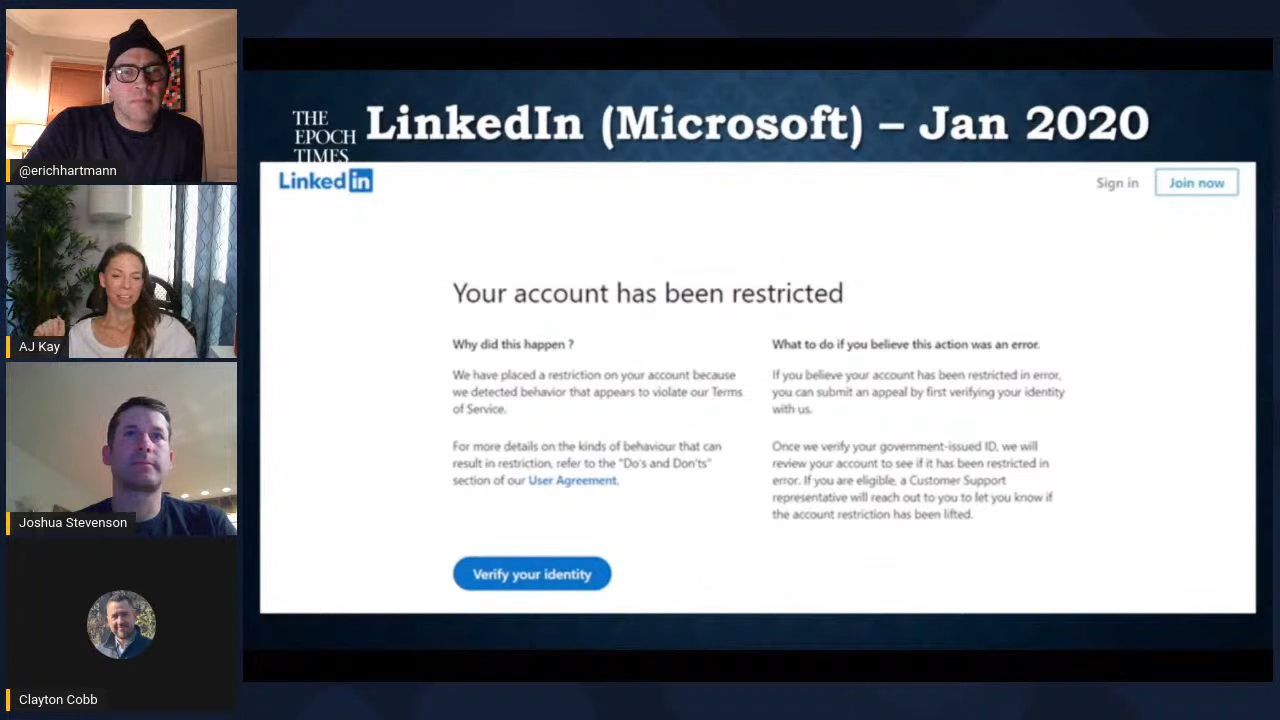 @erichhartmann
AJ Kay
Joshua Stevenson
Clayton Cobb
THE
EPOCH
TIMES
LinkedIn (Microsoft) – Jan 2020
Linked in
Sign in
Join now
Your account has been restricted
Why did this happen ?
We have placed a restriction on your account because
we detected behavior that appears to violate our Terms
of Service.
For more details on the kinds of behaviour that can
result in restriction, refer to the "Do's and Don'ts"
section of our User Agreement.
Verify your identity
What to do if you believe this action was an error.
If you believe your account has been restricted in error,
you can submit an appeal by first verifying your identity
with us.
Once we verify your government-issued ID, we will
review your account to see if it has been restricted in
error. If you are eligible, a Customer Support
representative will reach out to you to let you know if
the account restriction has been lifted.